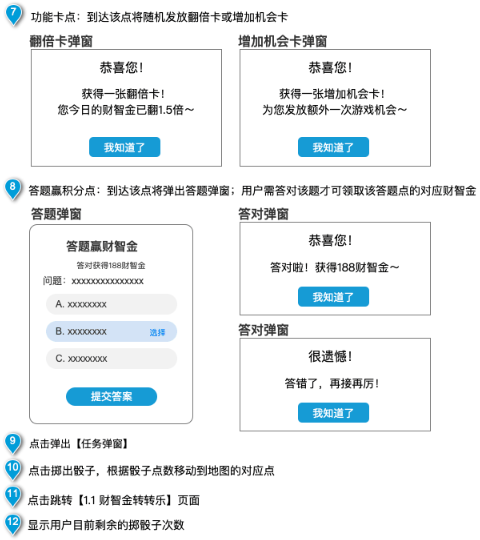 7 功能卡点：到达该点将随机发放翻倍卡或增加机会卡
翻倍卡弹窗
增加机会卡弹窗
恭喜您！
获得一张翻倍卡！
您今日的财智金已翻1.5倍～
我知道了
恭喜您！
获得一张增加机会卡！
为您发放额外一次游戏机会～
我知道了
8 答题赢积分点：到达该点将弹出答题弹窗；用户需答对该题才可领取该答题点的对应财智金
答题弹窗
答题赢财智金
答对获得188财智金
问题：xxxxxxxxxxxxxxx
A. xxxxxxxx
B. xxxxxxxx 选择
C. xxxxxxxx
提交答案
答对弹窗
恭喜您！
答对啦！获得188财智金～
我知道了
答对弹窗
很遗憾！
答错了，再接再厉！
我知道了
9 点击弹出【任务弹窗】
10 点击掷出骰子，根据骰子点数移动到地图的对应点
11 点击跳转【1.1 财智金转转乐】页面
12 显示用户目前剩余的掷骰子次数